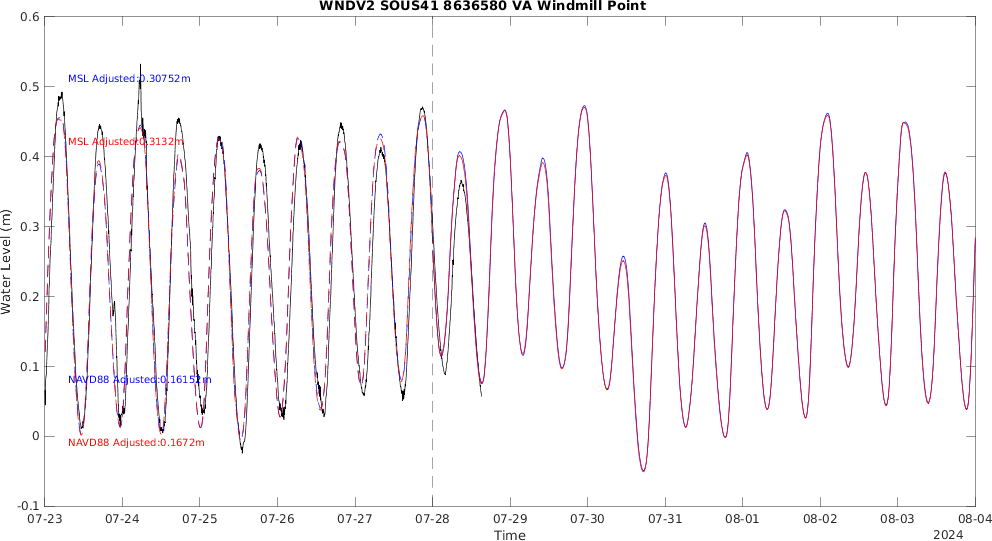 WNDV2 SOUS41 8636580 VA Windmill Point
0.6
0.5
0.4
0.3
0.2
0.1
0
-0.1
Water Level (m)
MSL Adjusted:0.30752m
MSL Adjusted:0.3132m
NAVD88 Adjusted:0.16152m
NAVD88 Adjusted:0.1672m
07-23 07-24 07-25 07-26 07-27 07-28 07-29 07-30 07-31 08-01 08-02 08-03 08-04
Time
2024